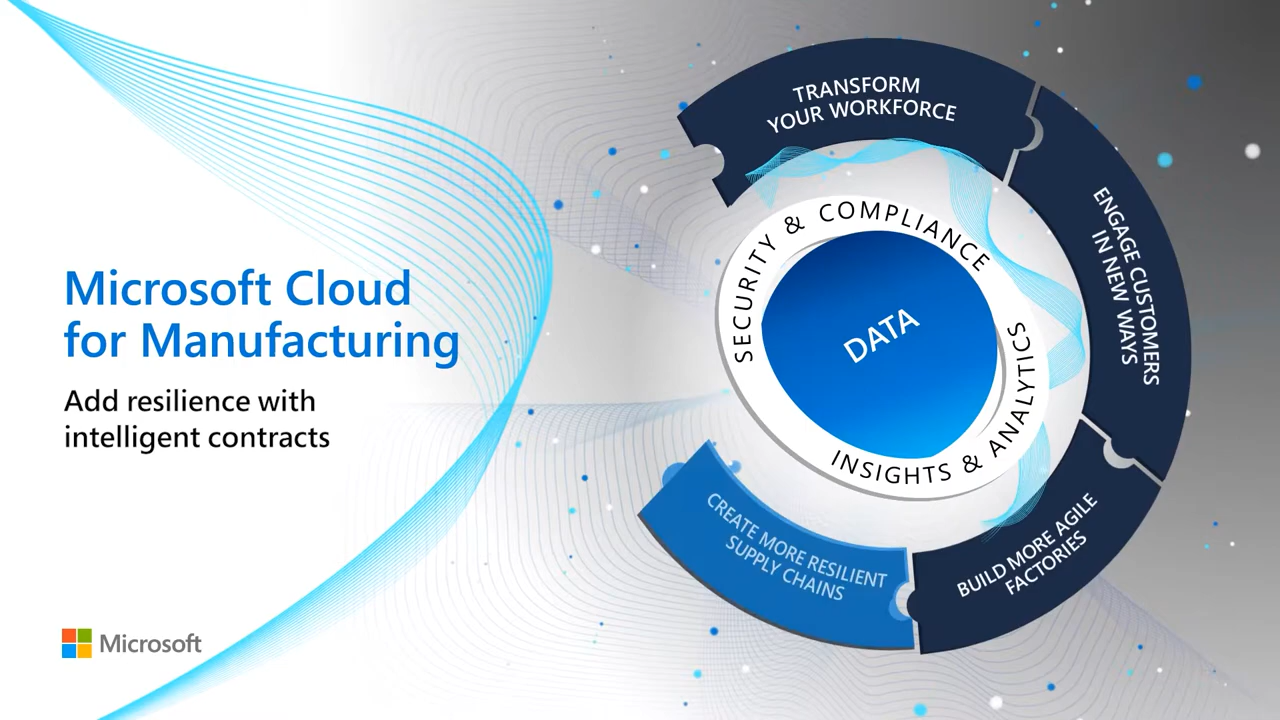 Microsoft Cloud
for Manufacturing
Add resilience with
intelligent contracts
Microsoft
TRANSFORM
YOUR WORKFORCE
ENGAGE CUSTOMERS
IN NEW WAYS
BUILD MORE AGILE
FACTORIES
CREATE MORE RESILIENT
SUPPLY CHAINS
SECURITY & COMPLIANCE
INSIGHTS & ANALYTICS
DATA